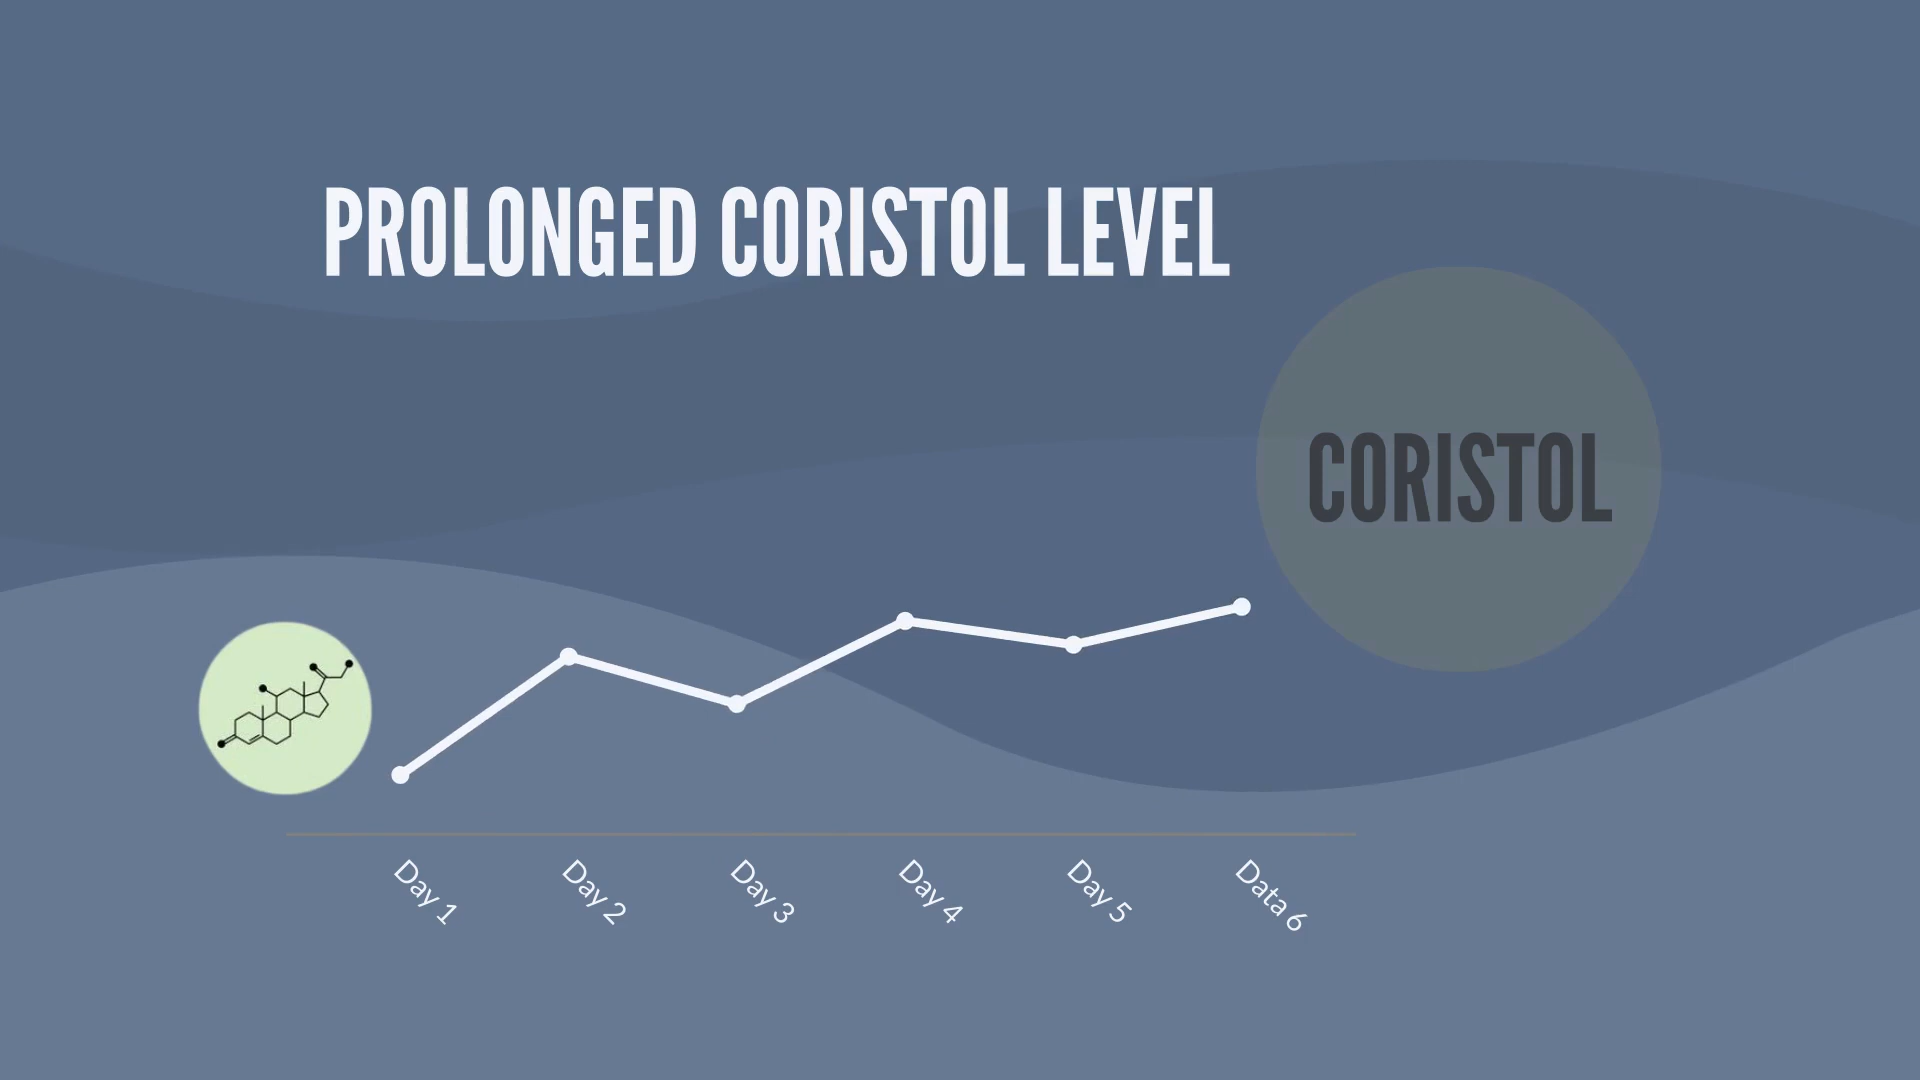 PROLONGED CORISTOL LEVEL
CORISTOL
Day 1
Day 2
Day 3
Day 4
Day 5
Data 6